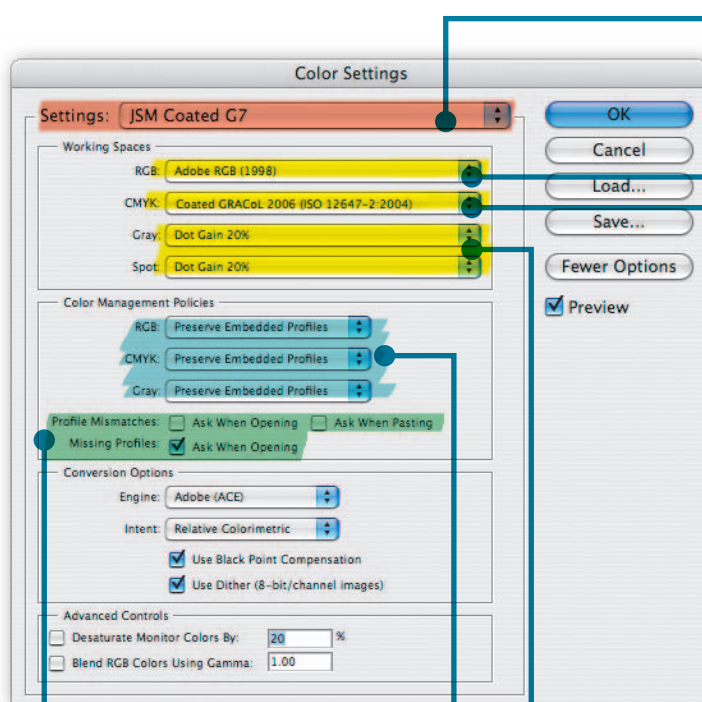 Color Settings
Settings: JSM Coated G7
OK
Working Spaces
Cancel
RGB: Adobe RGB (1998)
Load...
CMYK: Coated GRACoL 2006 (ISO 12647-2:2004)
Save...
Gray: Dot Gain 20%
Spot: Dot Gain 20%
Fewer Options
Color Management Policies
Preview
RGB: Preserve Embedded Profiles
CMYK: Preserve Embedded Profiles
Gray: Preserve Embedded Profiles
Profile Mismatches: Ask When Opening Ask When Pasting
Missing Profiles: Ask When Opening
Conversion Options
Engine: Adobe (ACE)
Intent: Relative Colorimetric
Use Black Point Compensation
Use Dither (8-bit/channel images)
Advanced Controls
Desaturate Monitor Colors By: 20 %
Blend RGB Colors Using Gamma: 1.00